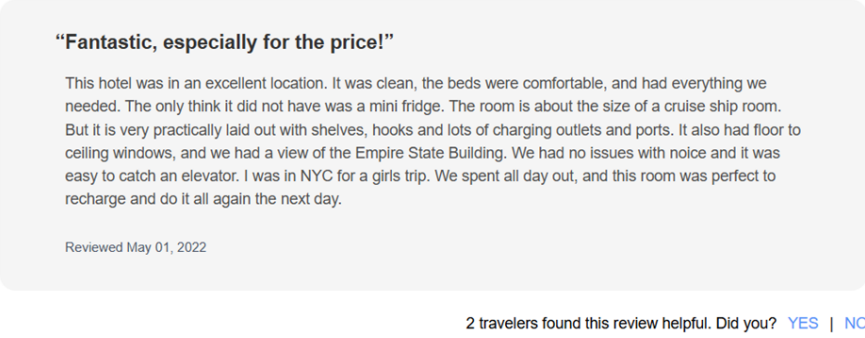 “Fantastic, especially for the price!”
This hotel was in an excellent location. It was clean, the beds were comfortable, and had everything we
needed. The only think it did not have was a mini fridge. The room is about the size of a cruise ship room.
But it is very practically laid out with shelves, hooks and lots of charging outlets and ports. It also had floor to
ceiling windows, and we had a view of the Empire State Building. We had no issues with noice and it was
easy to catch an elevator. I was in NYC for a girls trip. We spent all day out, and this room was perfect to
recharge and do it all again the next day.
Reviewed May 01, 2022
2 travelers found this review helpful. Did you? YES | NO